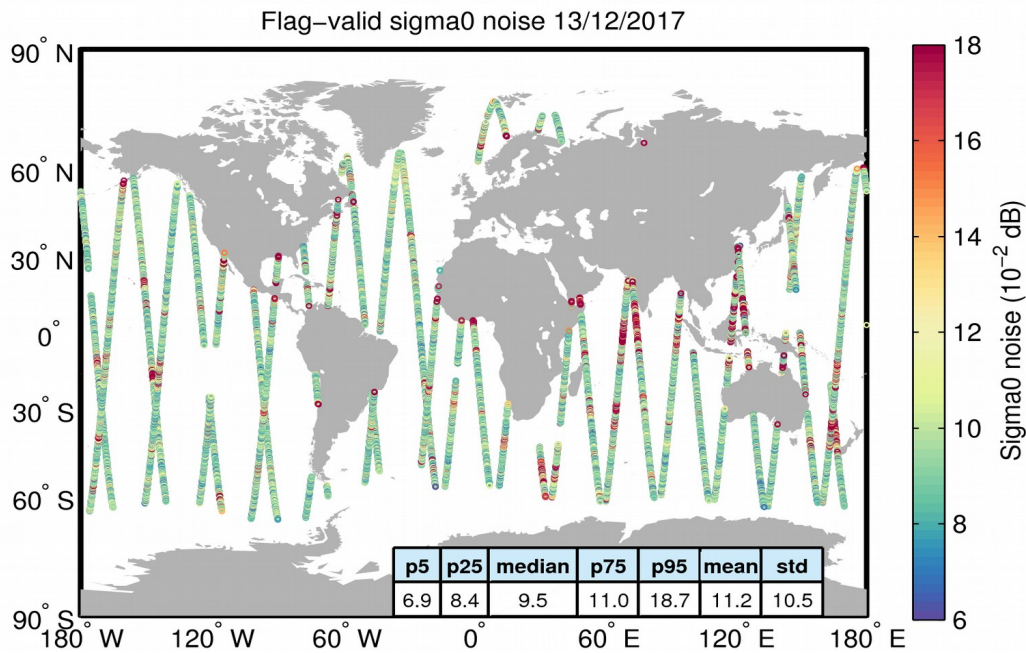 Flag−valid sigma0 noise 13/12/2017
90° N
60° N
30° N
0°
30° S
60° S
90° S
180° W
120° W
60° W
0°
60° E
120° E
180° E
p5 p25 median p75 p95 mean std
6.9 8.4 9.5 11.0 18.7 11.2 10.5
18
16
14
12
10
8
6
Sigma0 noise (10⁻² dB)